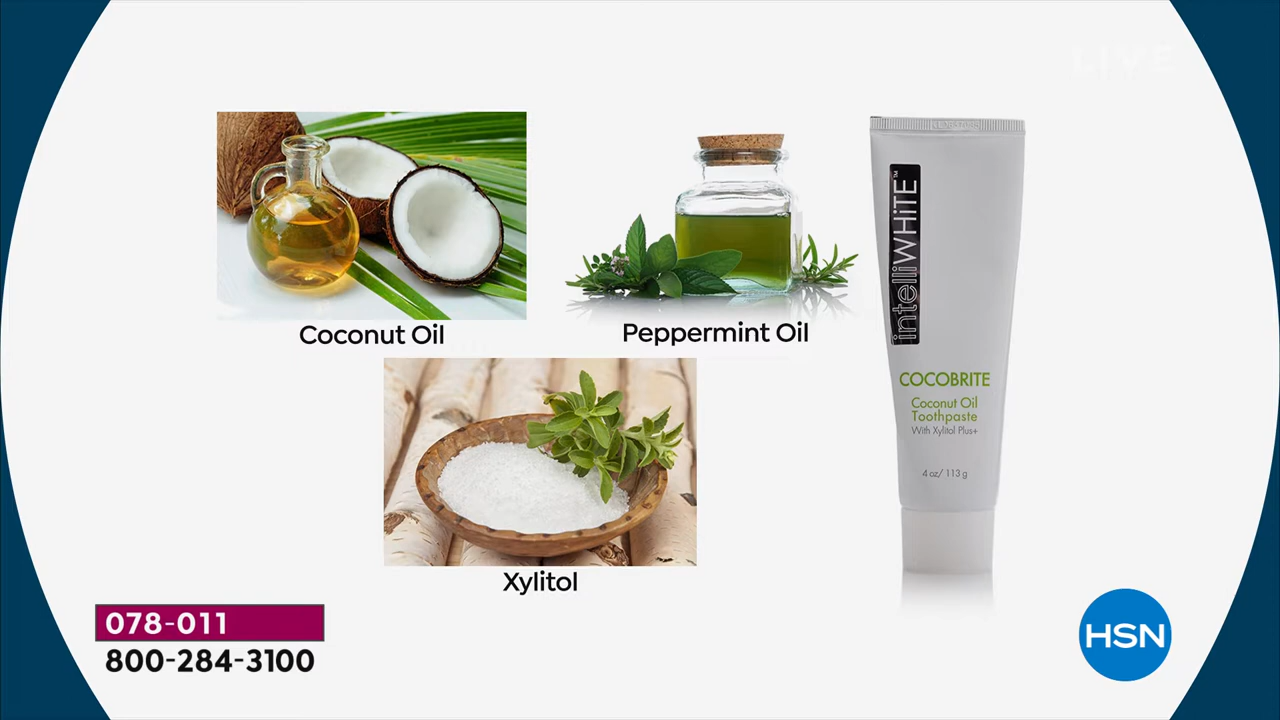 LIVE
Coconut Oil
Peppermint Oil
Xylitol
intelliWHiTE™
COCOBRITE
Coconut Oil
Toothpaste
With Xylitol Plus+
4 oz/ 113 g
078-011
800-284-3100
HSN